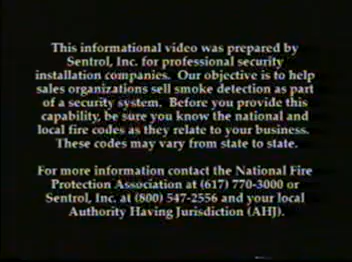 This informational video was prepared by
Sentrol, Inc. for professional security
installation companies. Our objective is to help
sales organizations sell smoke detection as part
of a security system. Before you provide this
capability, be sure you know the national and
local fire codes as they relate to your business.
These codes may vary from state to state.
For more information contact the National Fire
Protection Association at (617) 770-3000 or
Sentrol, Inc. at (800) 547-2556 and your local
Authority Having Jurisdiction (AHJ).